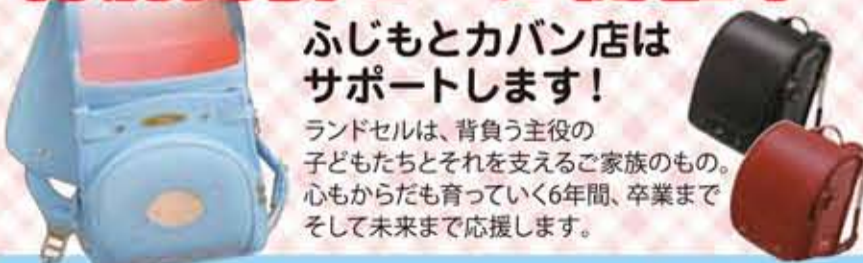 ふじもとカバン店は
サポートします!
ランドセルは、背負う主役の
子どもたちとそれを支えるご家族のもの。
心もからだも育っていく6年間、卒業まで
そして未来まで応援します。